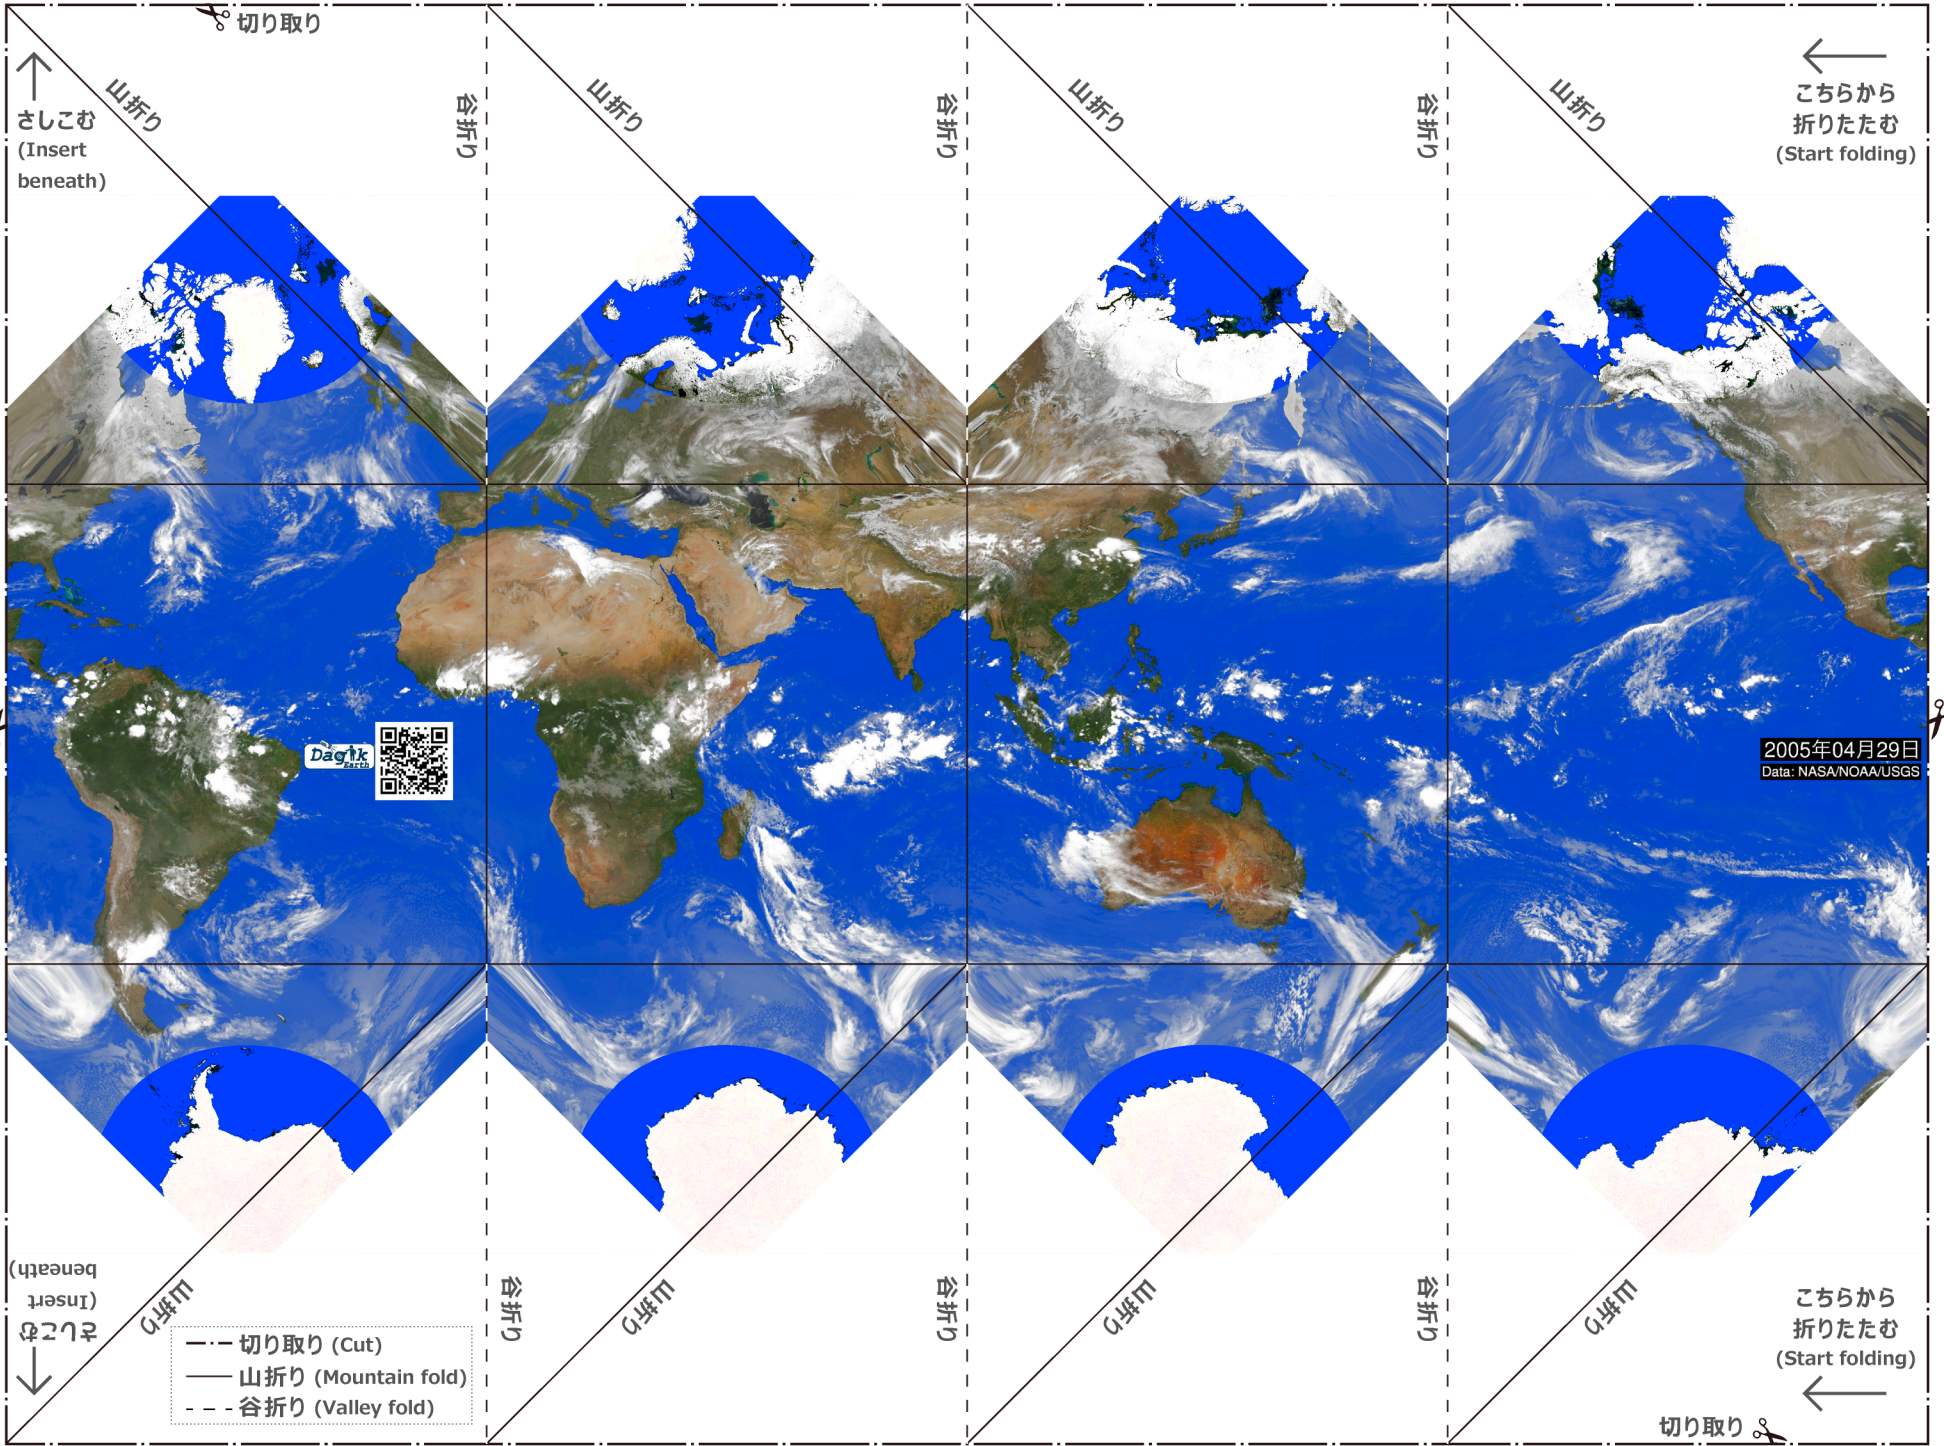 切り取り
山折り
谷折り
山折り
谷折り
山折り
谷折り
山折り
さしこむ
(Insert
beneath)
こちらから
折りたたむ
(Start folding)
Dagik
Earth
2005年04月29日
Data: NASA/NOAA/USGS
さしこむ
(Insert
beneath)
山折り
谷折り
山折り
谷折り
山折り
谷折り
山折り
こちらから
折りたたむ
(Start folding)
切り取り (Cut)
山折り (Mountain fold)
谷折り (Valley fold)
切り取り